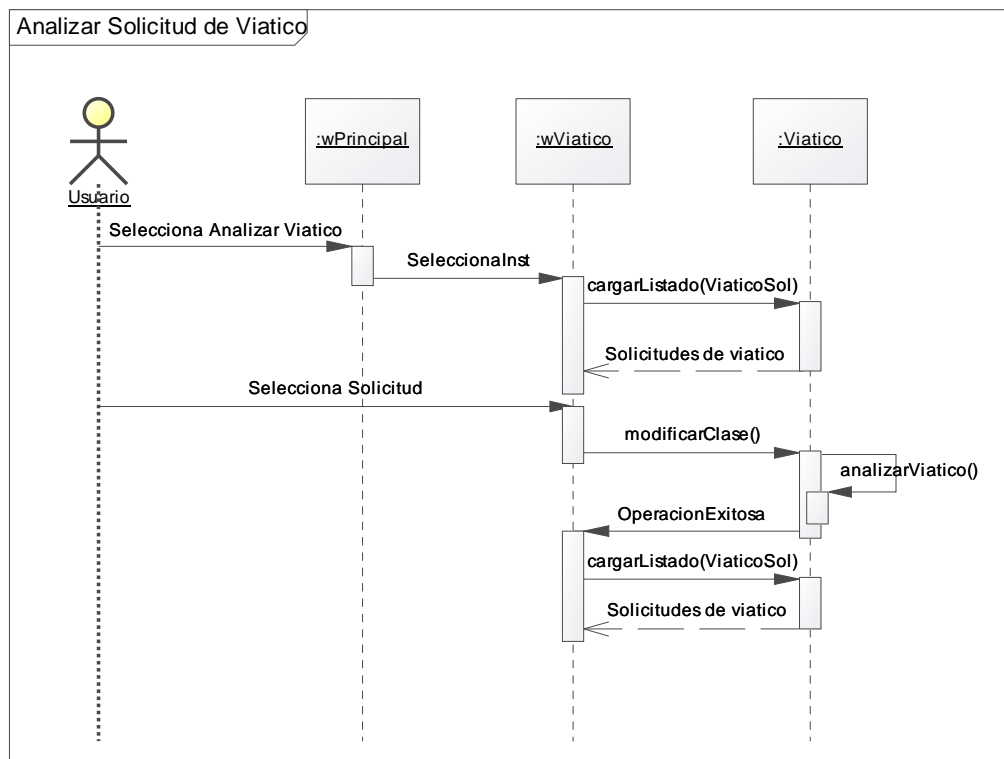 Analizar Solicitud de Viatico
:wPrincipal
:wViatico
:Viatico
Usuario
Selecciona Analizar Viatico
SeleccionaInst
cargarListado(ViaticoSol)
Solicitudes de viatico
Selecciona Solicitud
modificarClase()
analizarViatico()
OperacionExitosa
cargarListado(ViaticoSol)
Solicitudes de viatico